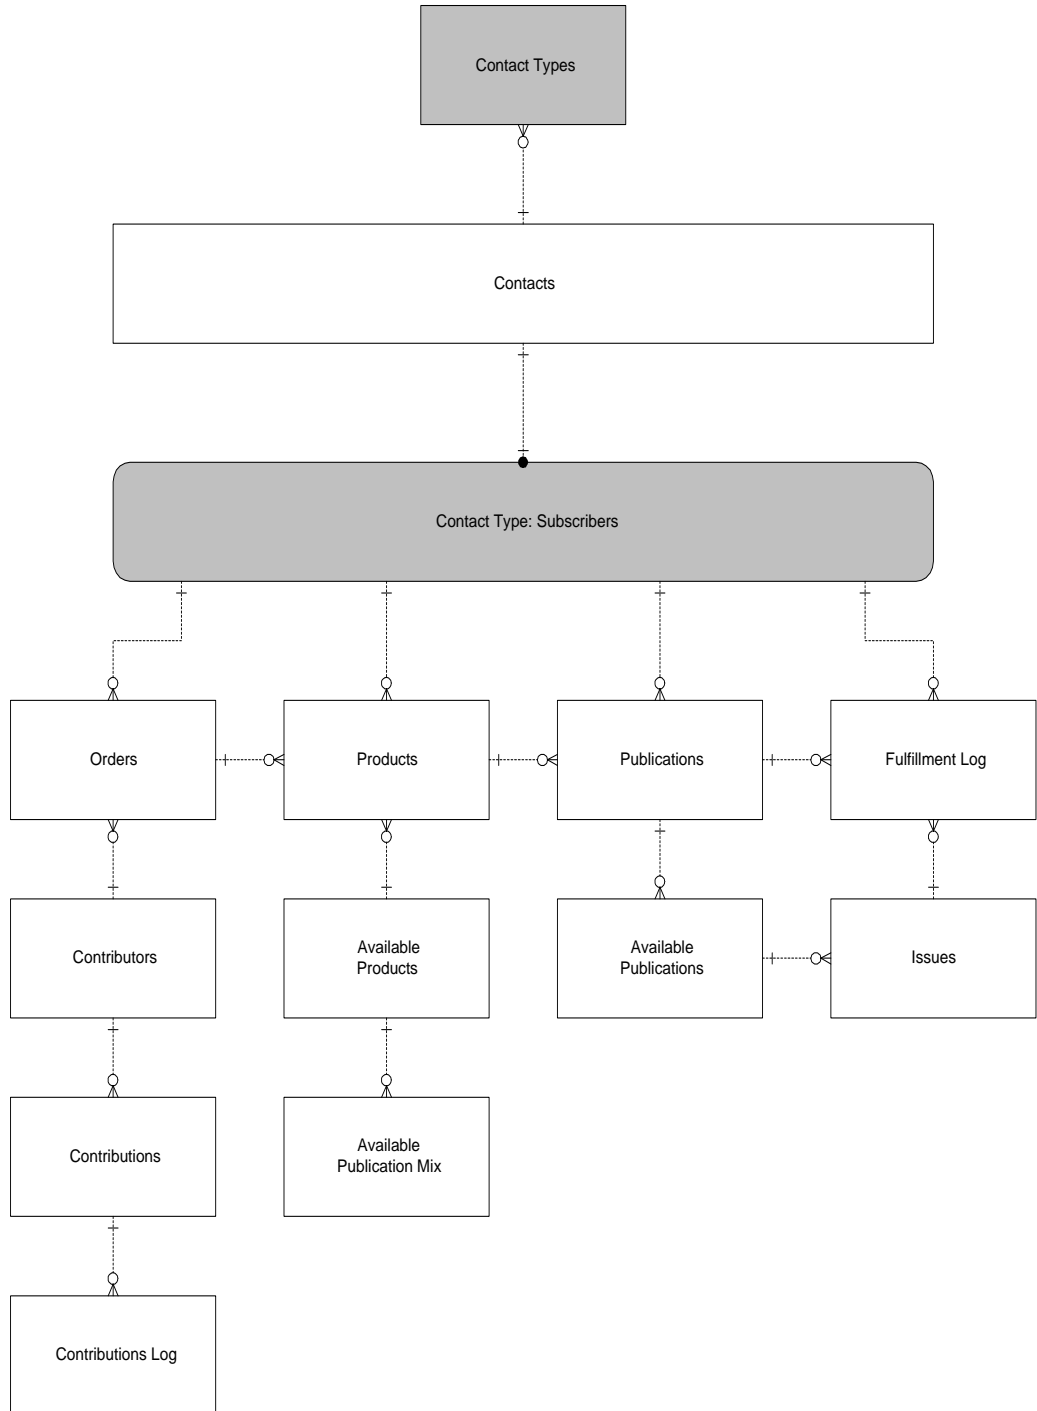 Contact Types
Contacts
Contact Type: Subscribers
Orders
Products
Publications
Fulfillment Log
Contributors
Available
Products
Available
Publications
Issues
Contributions
Available
Publication Mix
Contributions Log